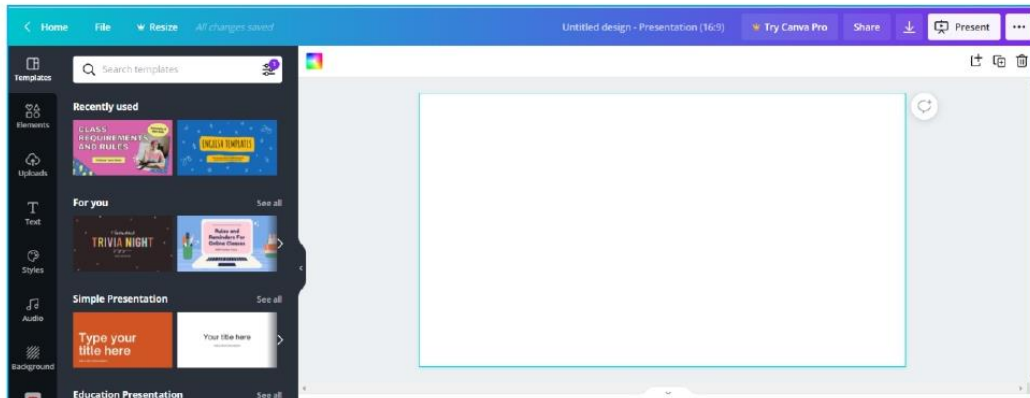 Home File Resize All changes saved Untitled design - Presentation (16:9) Try Canva Pro Share Present
Templates
Search templates
1
Recently used
Elements
CLASS
REQUIREMENTS
AND RULES
ENGLISH TEMPLATES
Uploads
For you See all
Text
TRIVIA NIGHT
Rules and
Reminders For
Online Classes
Styles
Simple Presentation See all
Audio
Type your
title here
Your title here
Background
Education Presentation See all